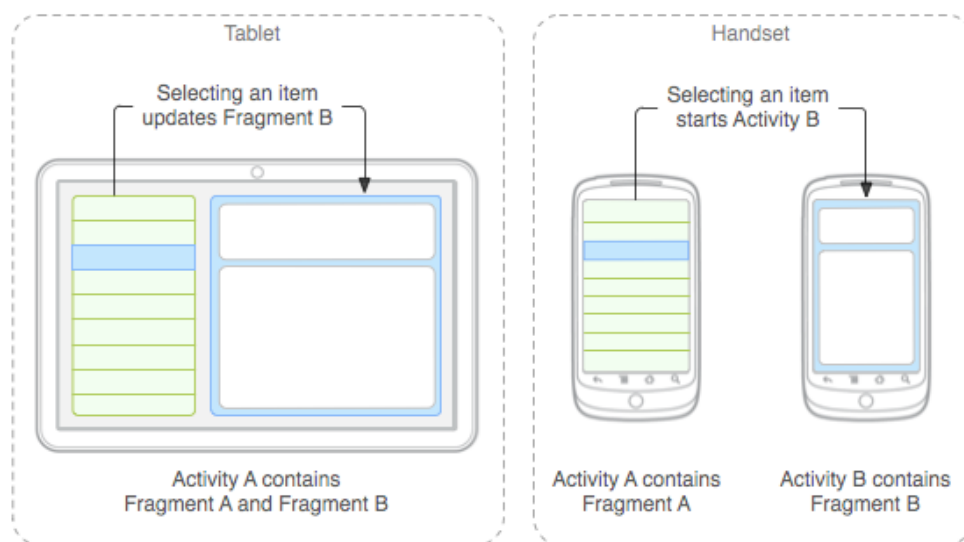 Tablet
Selecting an item
updates Fragment B
Activity A contains
Fragment A and Fragment B
Handset
Selecting an item
starts Activity B
Activity A contains
Fragment A
Activity B contains
Fragment B